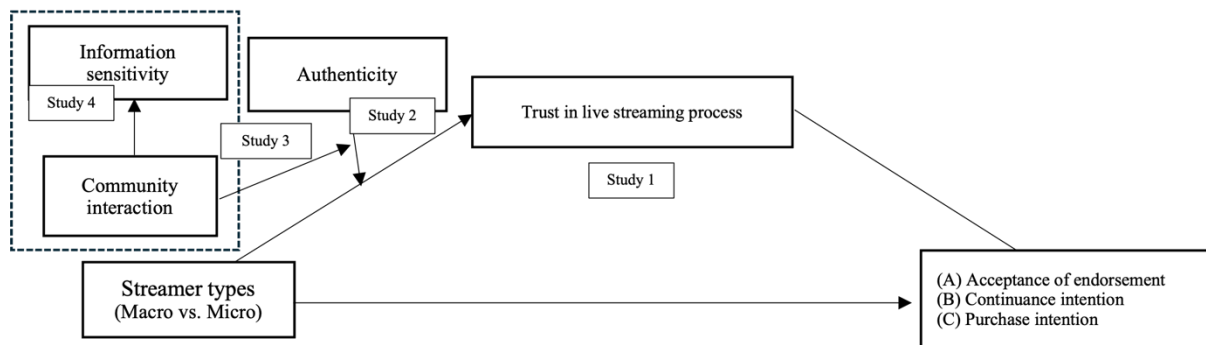 Information
sensitivity
Study 4
Authenticity
Study 2
Study 3
Trust in live streaming process
Study 1
Community
interaction
Streamer types
(Macro vs. Micro)
(A) Acceptance of endorsement
(B) Continuance intention
(C) Purchase intention